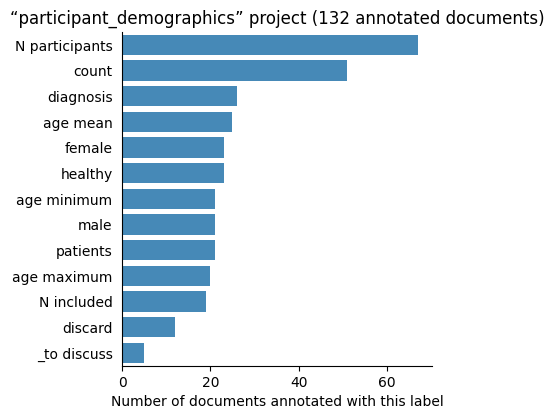 “participant_demographics” project (132 annotated documents)
N participants
count
diagnosis
age mean
female
healthy
age minimum
male
patients
age maximum
N included
discard
_to discuss
0 20 40 60
Number of documents annotated with this label